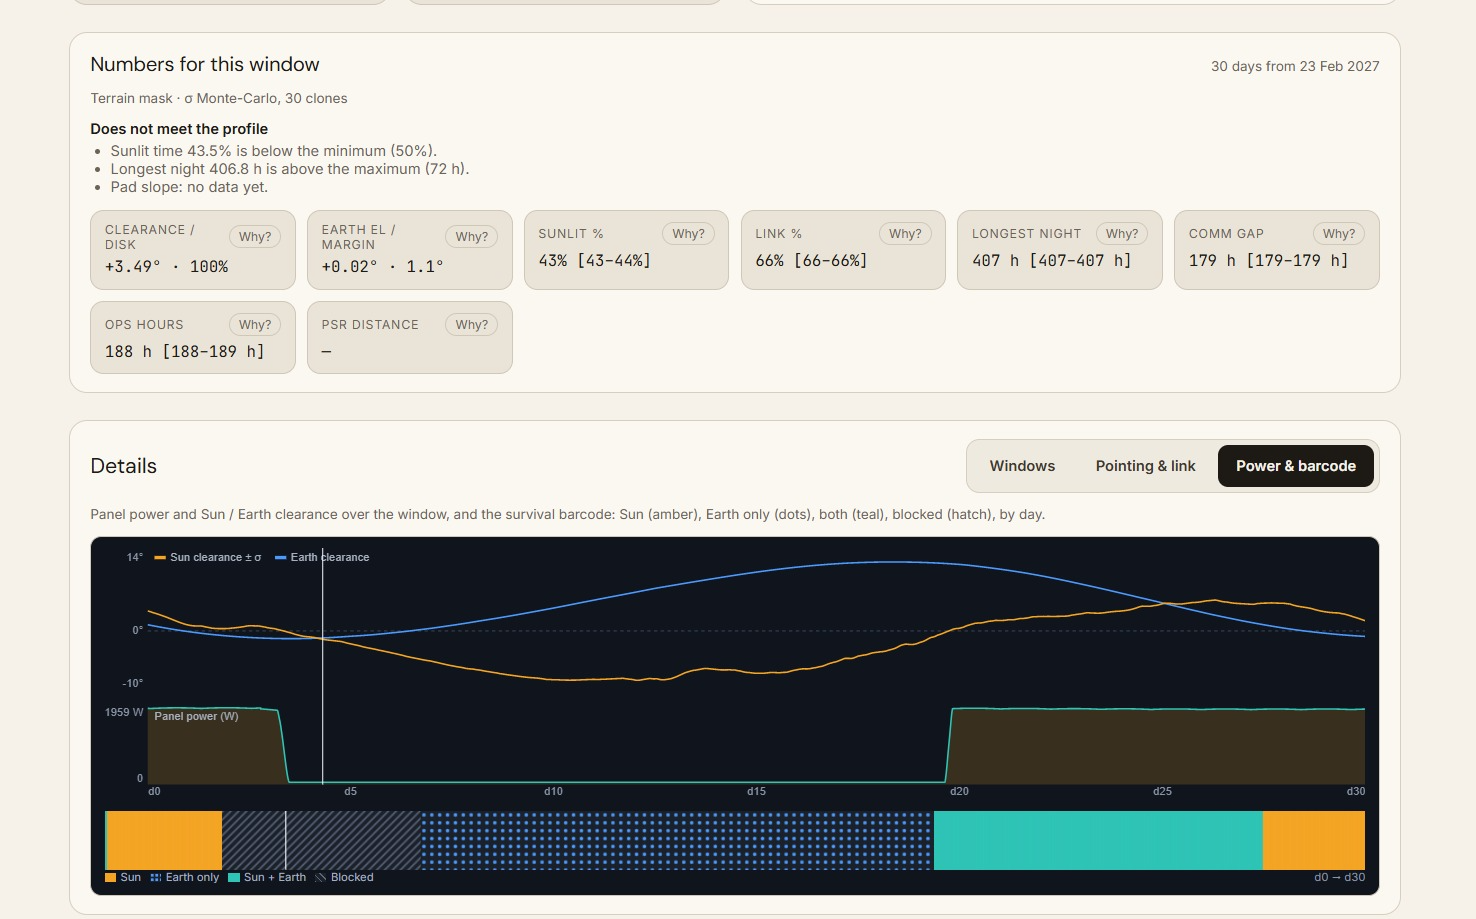 Numbers for this window
30 days from 23 Feb 2027
Terrain mask · σ Monte-Carlo, 30 clones
Does not meet the profile
• Sunlit time 43.5% is below the minimum (50%).
• Longest night 406.8 h is above the maximum (72 h).
• Pad slope: no data yet.
CLEARANCE /
DISK
Why?
+3.49° · 100%
EARTH EL /
MARGIN
Why?
+0.02° · 1.1°
SUNLIT %
Why?
43% [43–44%]
LINK %
Why?
66% [66–66%]
LONGEST NIGHT
Why?
407 h [407–407 h]
COMM GAP
Why?
179 h [179–179 h]
OPS HOURS
Why?
188 h [188–189 h]
PSR DISTANCE
Why?
—
Details
Windows
Pointing & link
Power & barcode
Panel power and Sun / Earth clearance over the window, and the survival barcode: Sun (amber), Earth only (dots), both (teal), blocked (hatch), by day.
14°
Sun clearance ± σ
Earth clearance
0°
-10°
1959 W
Panel power (W)
0
d0
d5
d10
d15
d20
d25
d30
Sun
Earth only
Sun + Earth
Blocked
d0 → d30